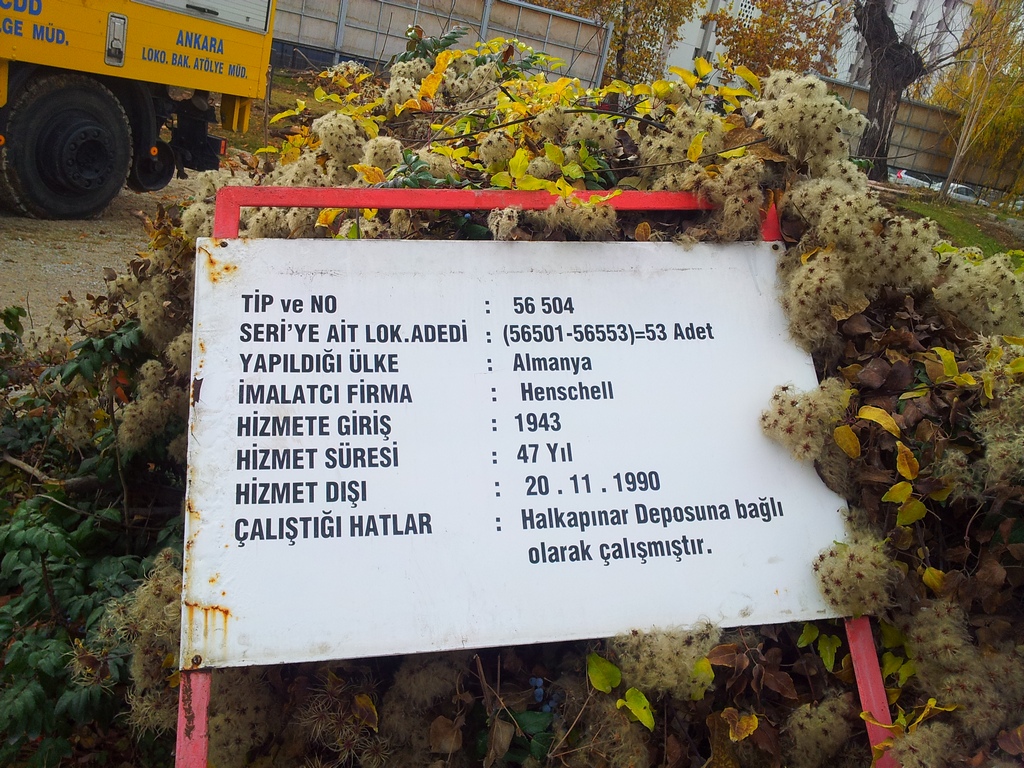 CDD
GE MÜD.
ANKARA
LOKO. BAK. ATÖLYE MÜD.
TİP ve NO : 56 504
SERİ'YE AİT LOK.ADEDİ : (56501-56553)=53 Adet
YAPILDIĞI ÜLKE : Almanya
İMALATCI FİRMA : Henschell
HİZMETE GİRİŞ : 1943
HİZMET SÜRESİ : 47 Yıl
HİZMET DIŞI : 20 . 11 . 1990
ÇALIŞTIĞI HATLAR : Halkapınar Deposuna bağlı
olarak çalışmıştır.